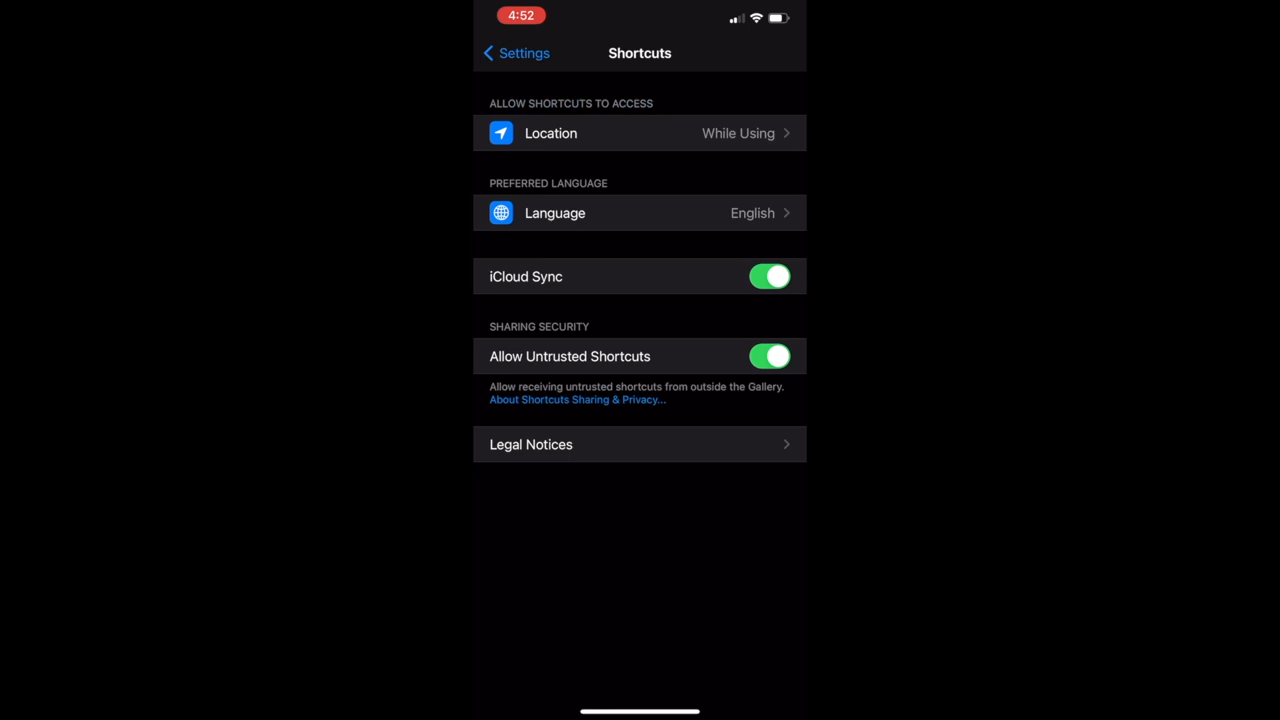 4:52
Settings
Shortcuts
ALLOW SHORTCUTS TO ACCESS
Location
While Using
PREFERRED LANGUAGE
Language
English
iCloud Sync
SHARING SECURITY
Allow Untrusted Shortcuts
Allow receiving untrusted shortcuts from outside the Gallery.
About Shortcuts Sharing & Privacy...
Legal Notices